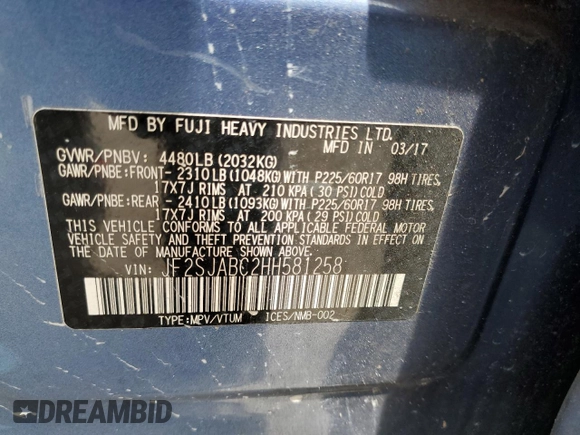 MFD BY FUJI HEAVY INDUSTRIES LTD.
MFD IN 03/17
GVWR/PNBV: 4480LB(2032KG)
GAWR/PNBE:FRONT- 2310LB(1048KG)WITH P225/60R17 98H TIRES,
17X7J RIMS AT 210 KPA(30 PSI)COLD
GAWR/PNBE:REAR - 2410LB(1093KG)WITH P225/60R17 98H TIRES,
17X7J RIMS AT 200 KPA(29 PSI)COLD
THIS VEHICLE CONFORMS TO ALL APPLICABLE FEDERAL MOTOR
VEHICLE SAFETY AND THEFT PREVENTION STANDARDS IN EFFECT
ON THE DATE OF MANUFACTURE SHOWN ABOVE.
VIN: JF2SJABC2HH581258
TYPE:MPV/VTUM ICES/NMB-002
DREAMBID